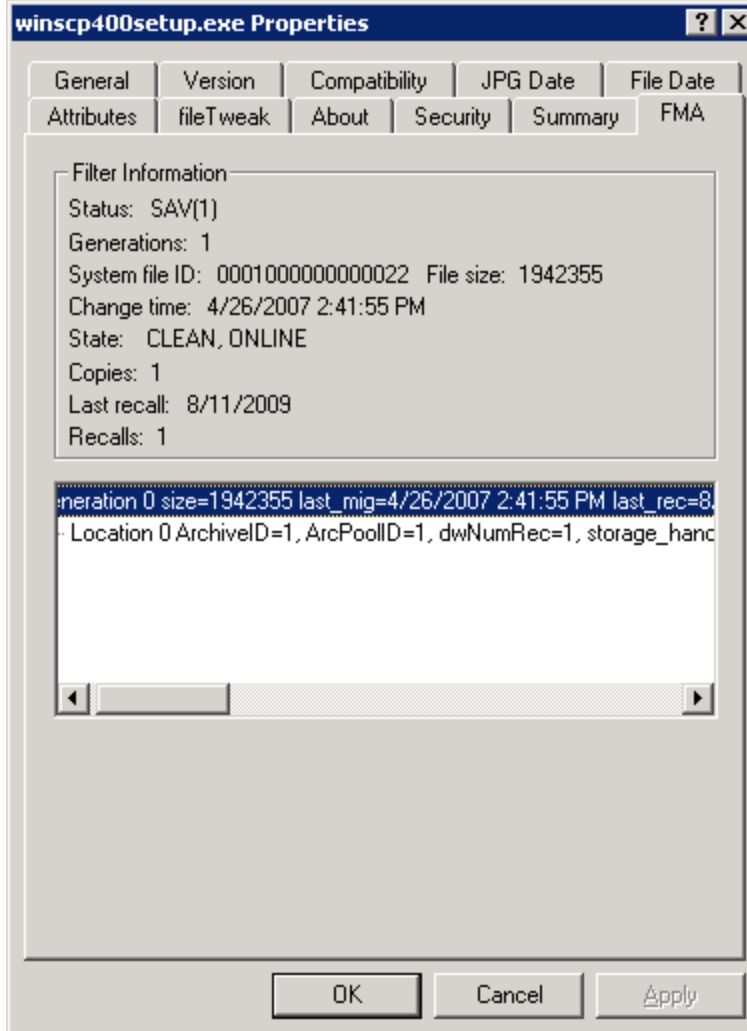 winscp400setup.exe Properties
General Version Compatibility JPG Date File Date
Attributes fileTweak About Security Summary FMA
Filter Information
Status: SAV(1)
Generations: 1
System file ID: 0001000000000022 File size: 1942355
Change time: 4/26/2007 2:41:55 PM
State: CLEAN, ONLINE
Copies: 1
Last recall: 8/11/2009
Recalls: 1
eneration 0 size=1942355 last_mig=4/26/2007 2:41:55 PM last_rec=8/
Location 0 ArchiveID=1, ArcPoolID=1, dwNumRec=1, storage_hand
OK Cancel Apply